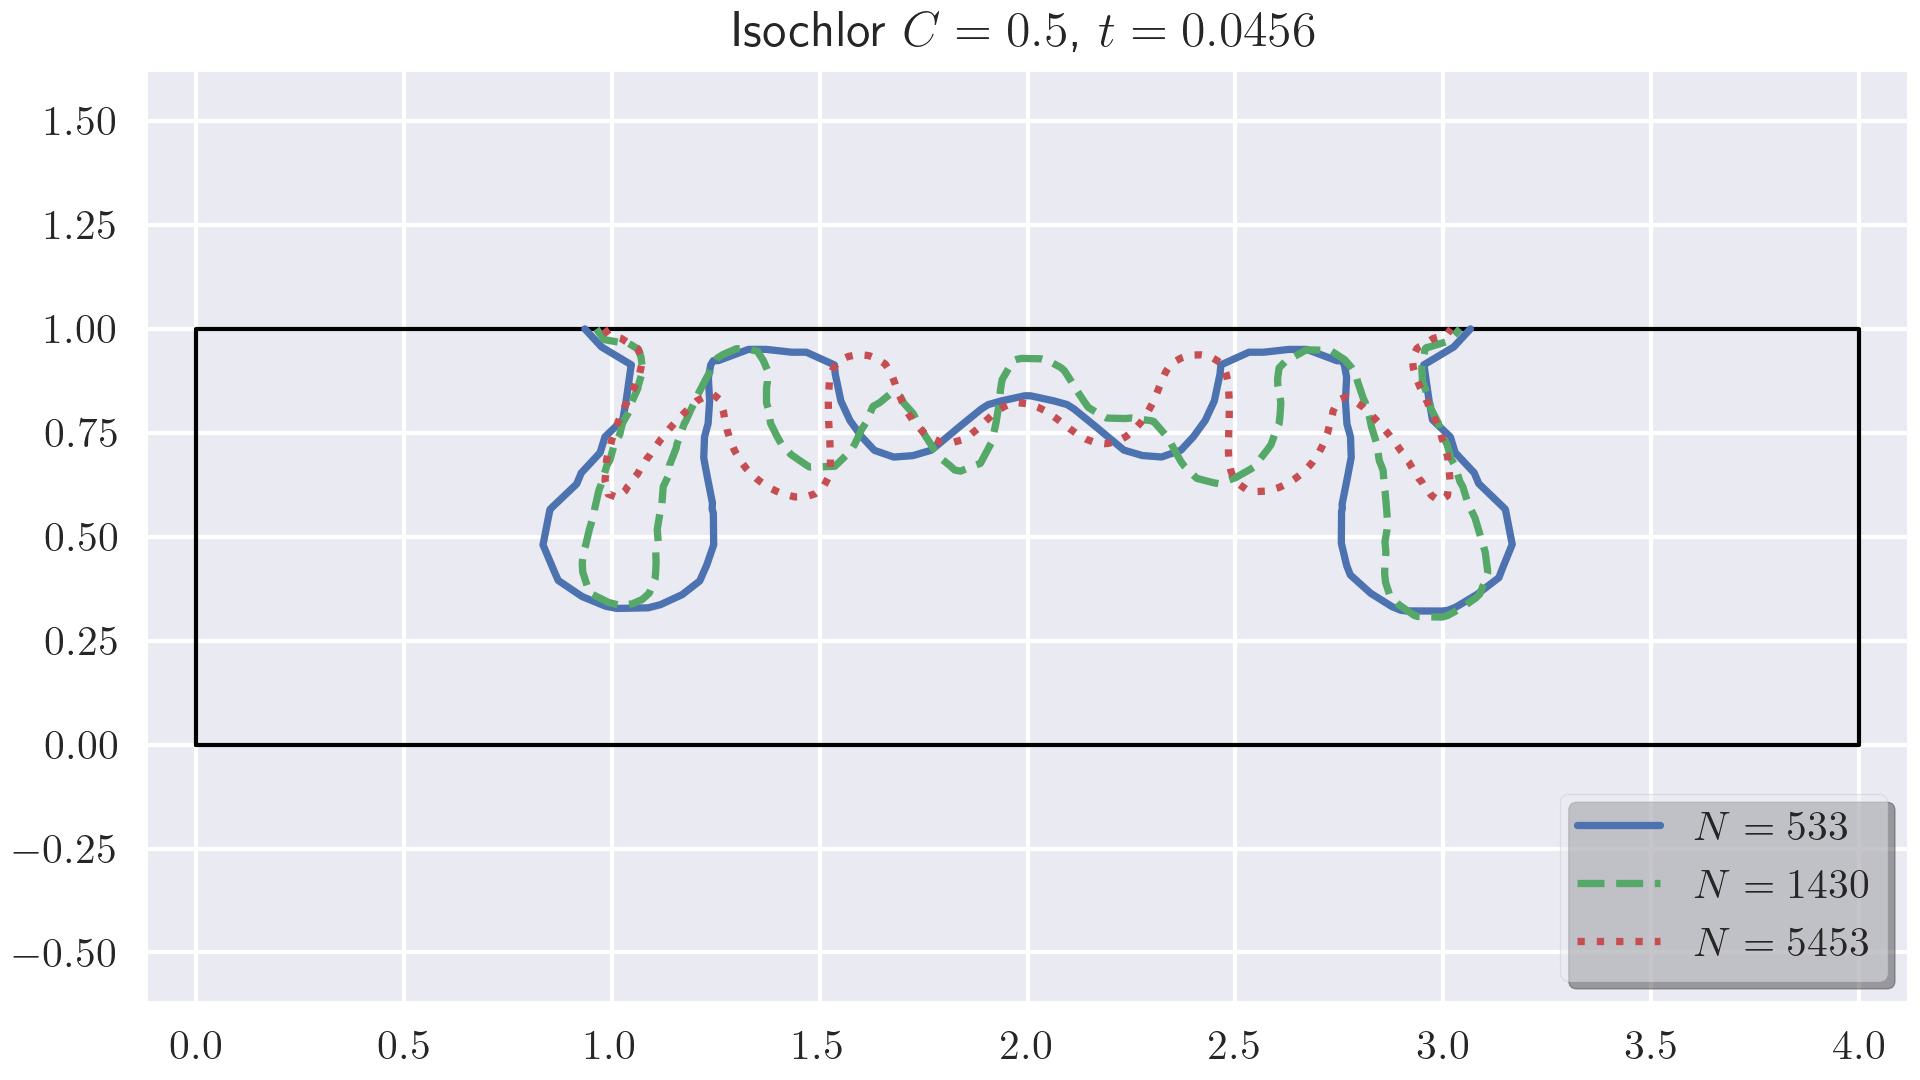 Isochlor C = 0.5, t = 0.0456
1.50
1.25
1.00
0.75
0.50
0.25
0.00
−0.25
−0.50
0.0 0.5 1.0 1.5 2.0 2.5 3.0 3.5 4.0
N = 533
N = 1430
N = 5453